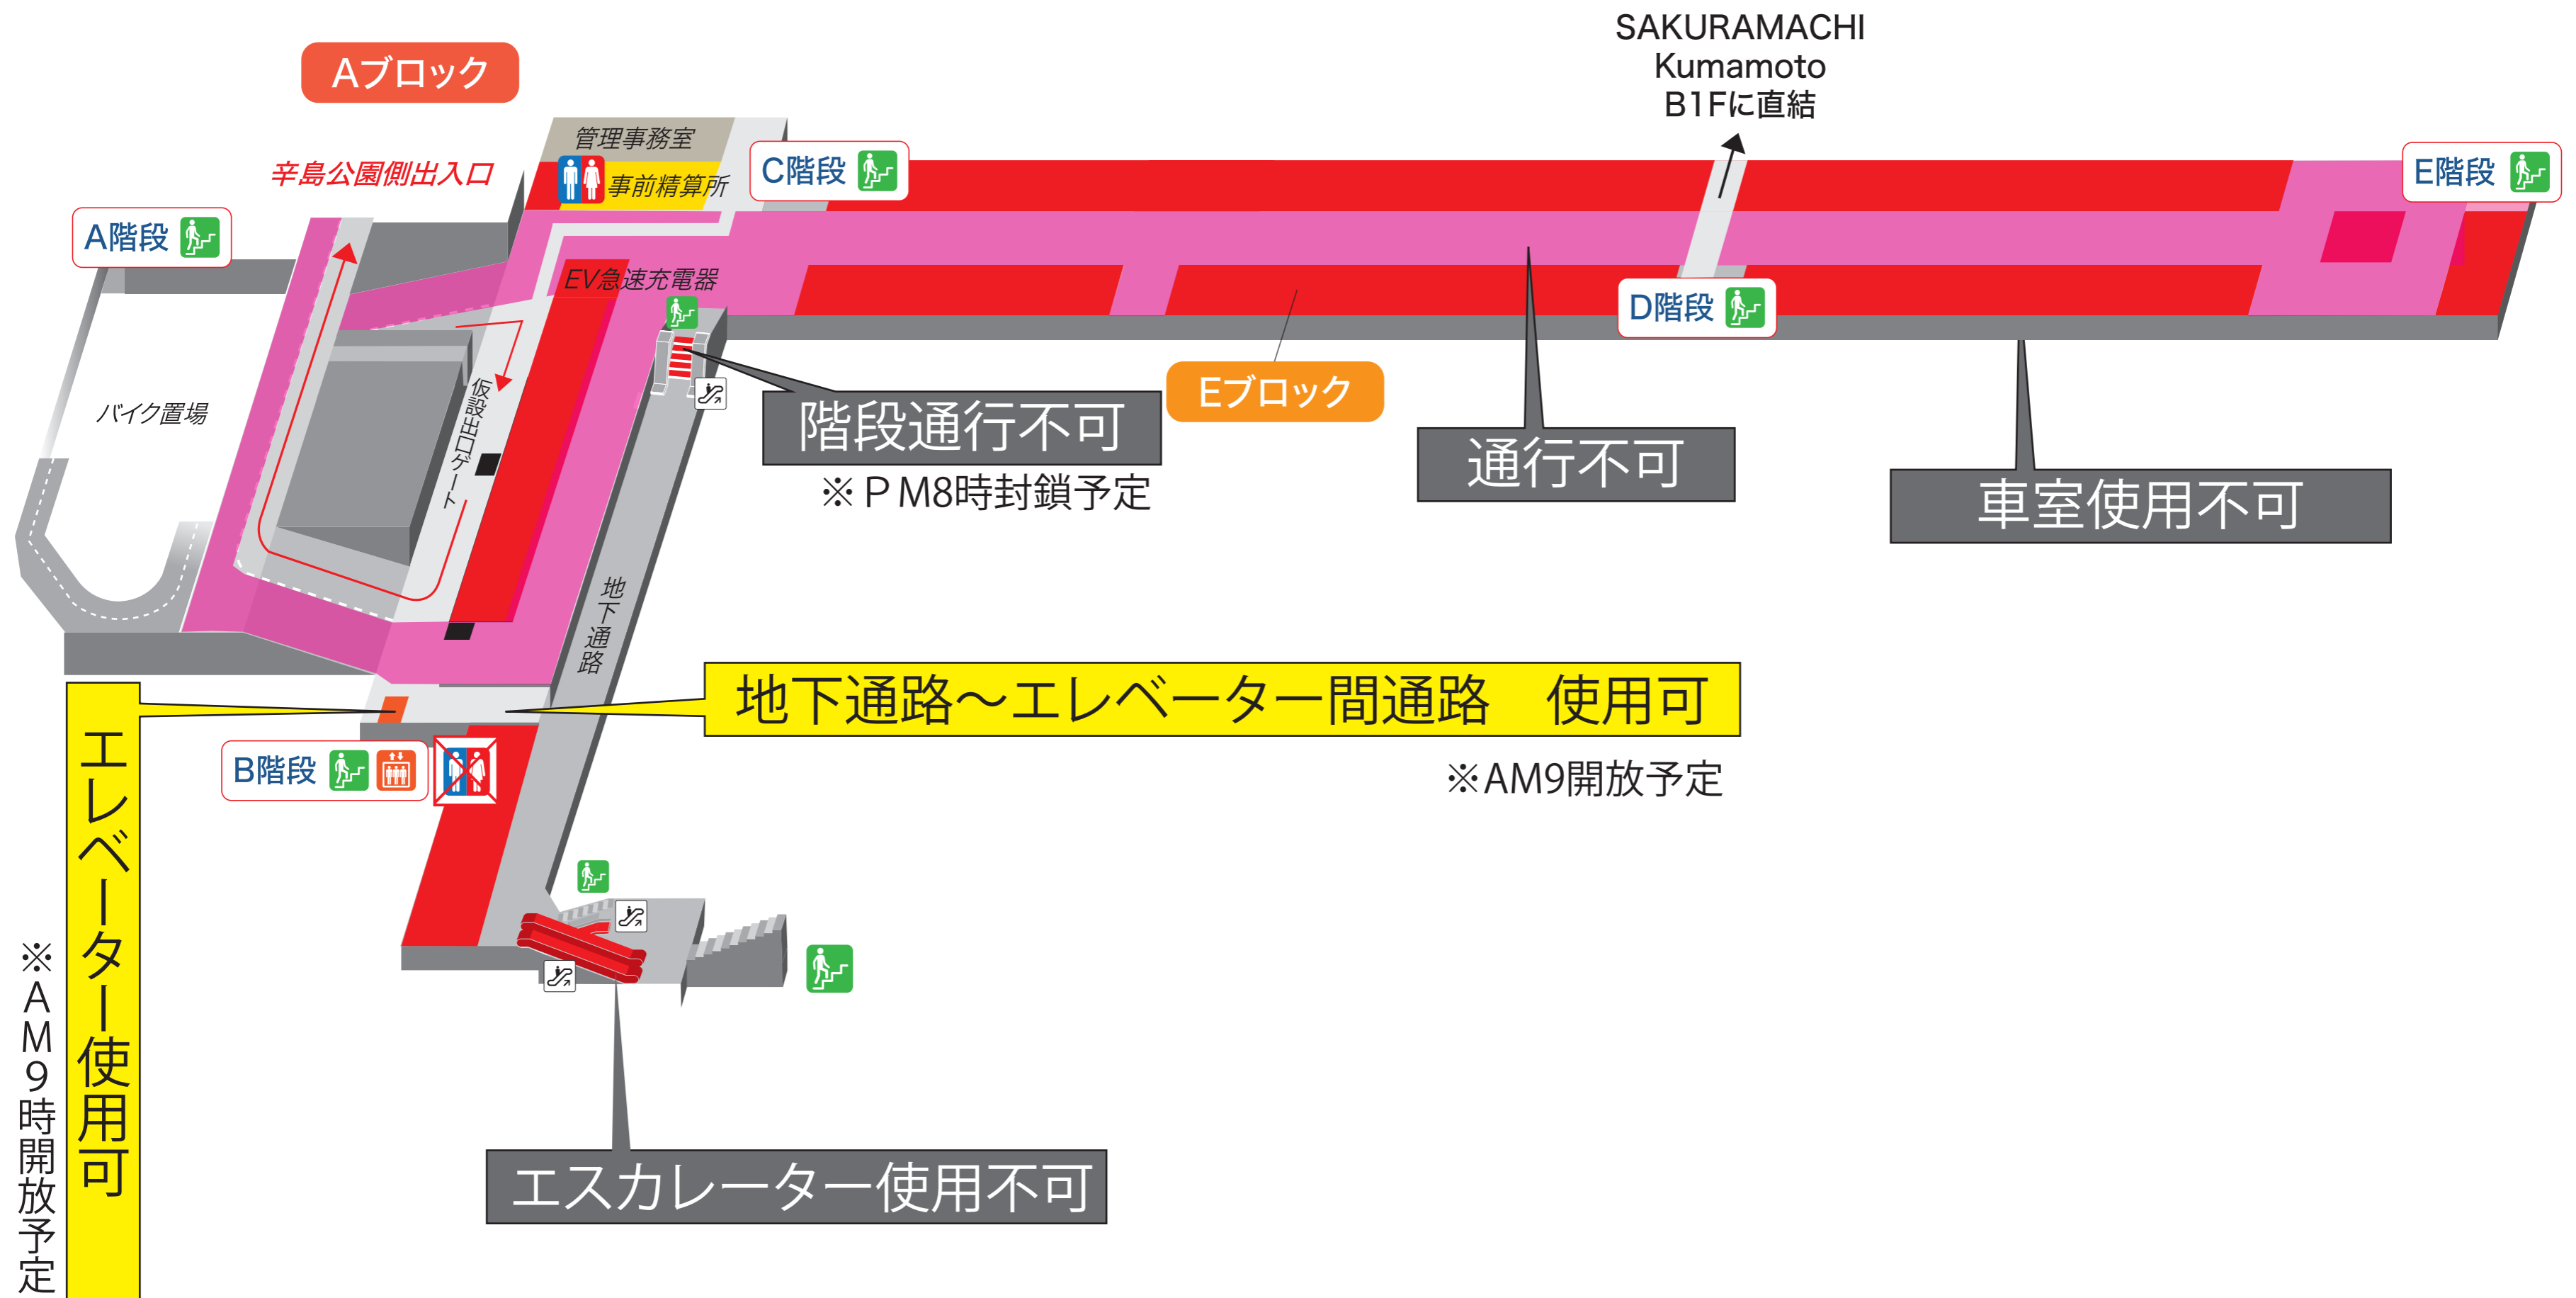 SAKURAMACHI
Kumamoto
B1Fに直結
Aブロック
管理事務室
辛島公園側出入口
事前精算所
C階段
E階段
A階段
EV急速充電器
D階段
仮設出口ゲート
バイク置場
階段通行不可
※PM8時封鎖予定
Eブロック
通行不可
車室使用不可
地下通路
地下通路～エレベーター間通路　使用可
※AM9開放予定
B階段
エレベーター使用可
※AM9時開放予定
エスカレーター使用不可